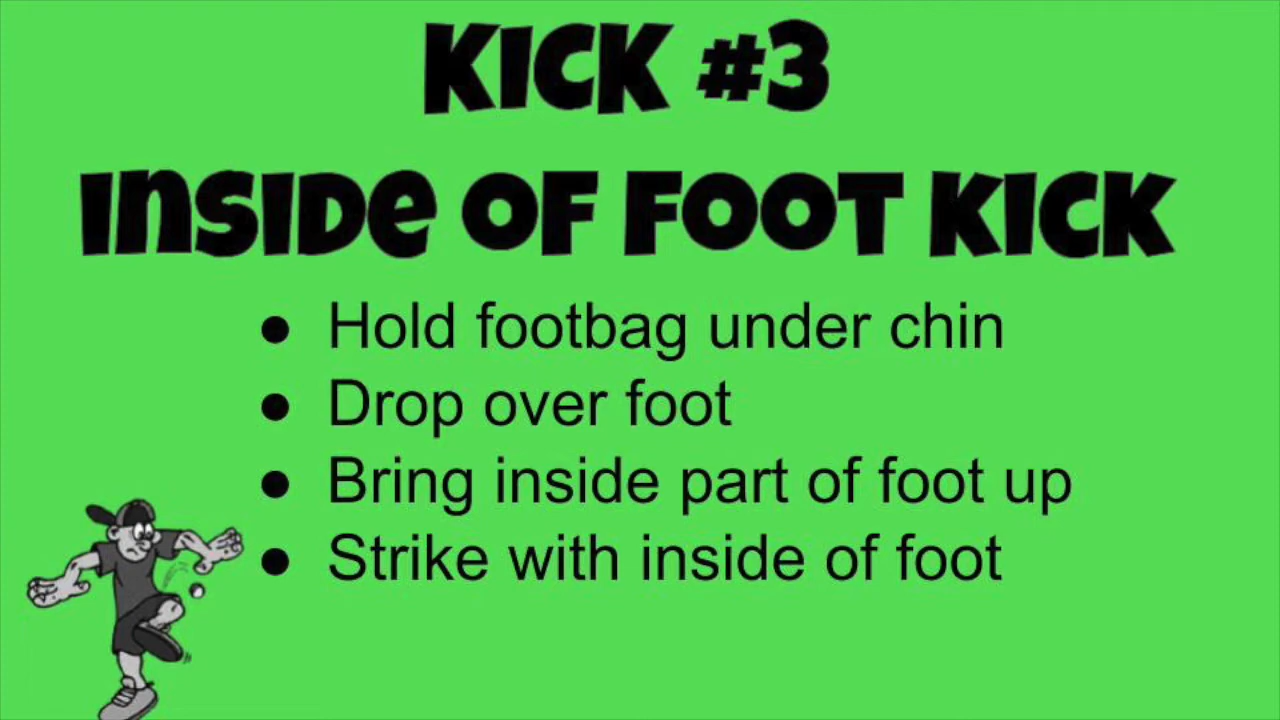 KICK #3
INSIDE OF FOOT KICK
● Hold footbag under chin
● Drop over foot
● Bring inside part of foot up
● Strike with inside of foot